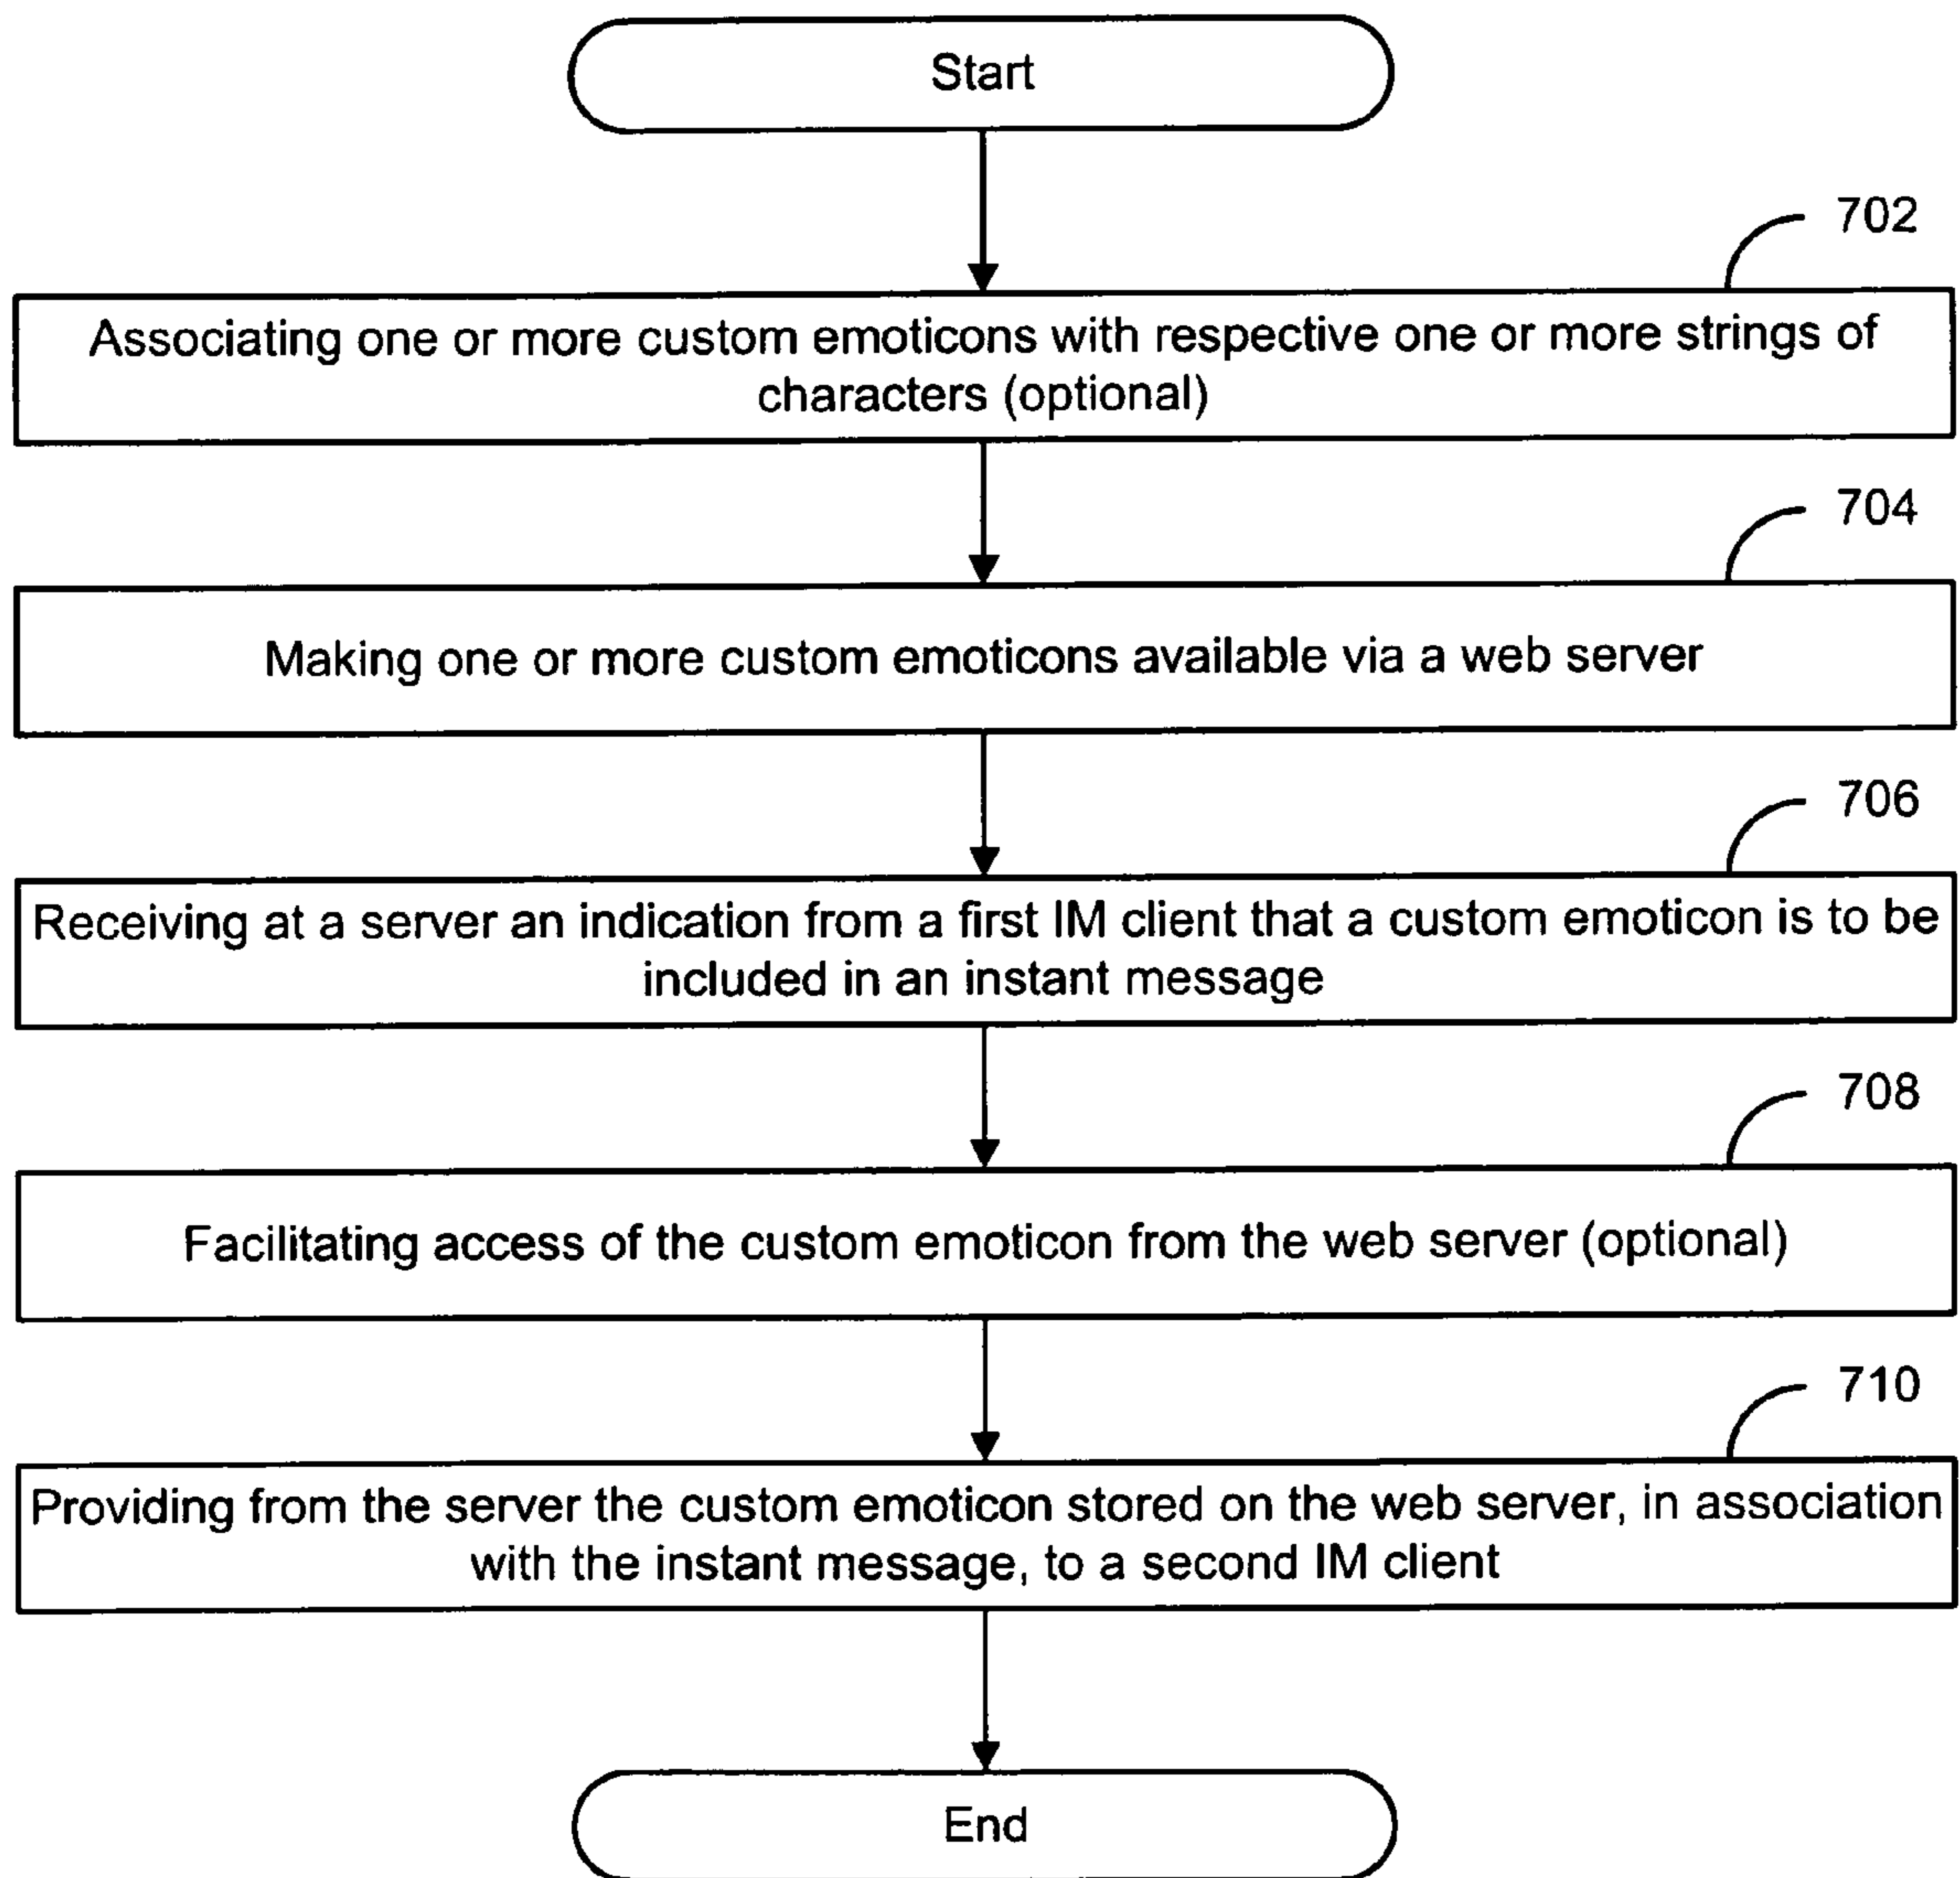 Start
702
Associating one or more custom emoticons with respective one or more strings of
characters (optional)
704
Making one or more custom emoticons available via a web server
706
Receiving at a server an indication from a first IM client that a custom emoticon is to be
included in an instant message
708
Facilitating access of the custom emoticon from the web server (optional)
710
Providing from the server the custom emoticon stored on the web server, in association
with the instant message, to a second IM client
End